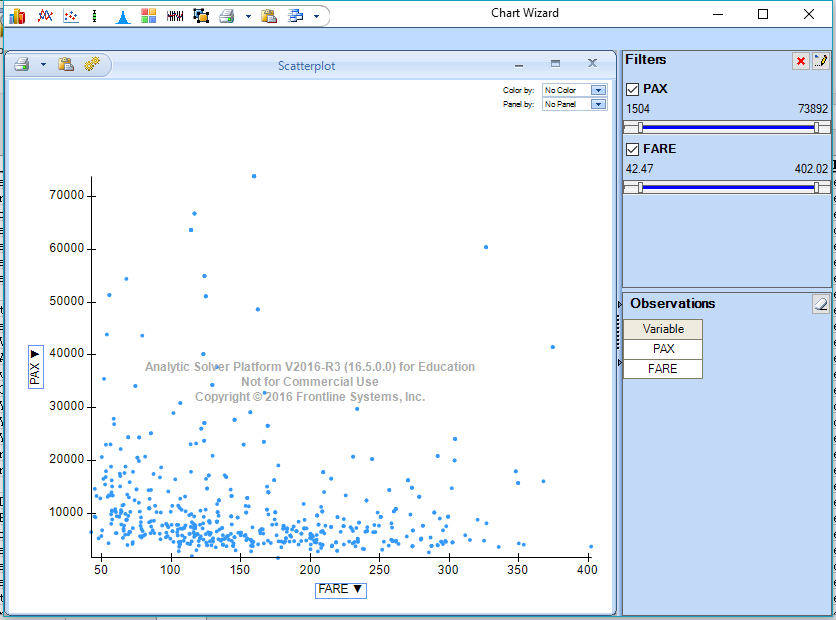 Chart Wizard
Scatterplot
Color by: No Color
Panel by: No Panel
70000
60000
50000
40000
30000
20000
10000
PAX ▼
50 100 150 200 250 300 350 400
FARE ▼
Analytic Solver Platform V2016-R3 (16.5.0.0) for Education
Not for Commercial Use
Copyright © 2016 Frontline Systems, Inc.
Filters
PAX
1504 73892
FARE
42.47 402.02
Observations
Variable
PAX
FARE